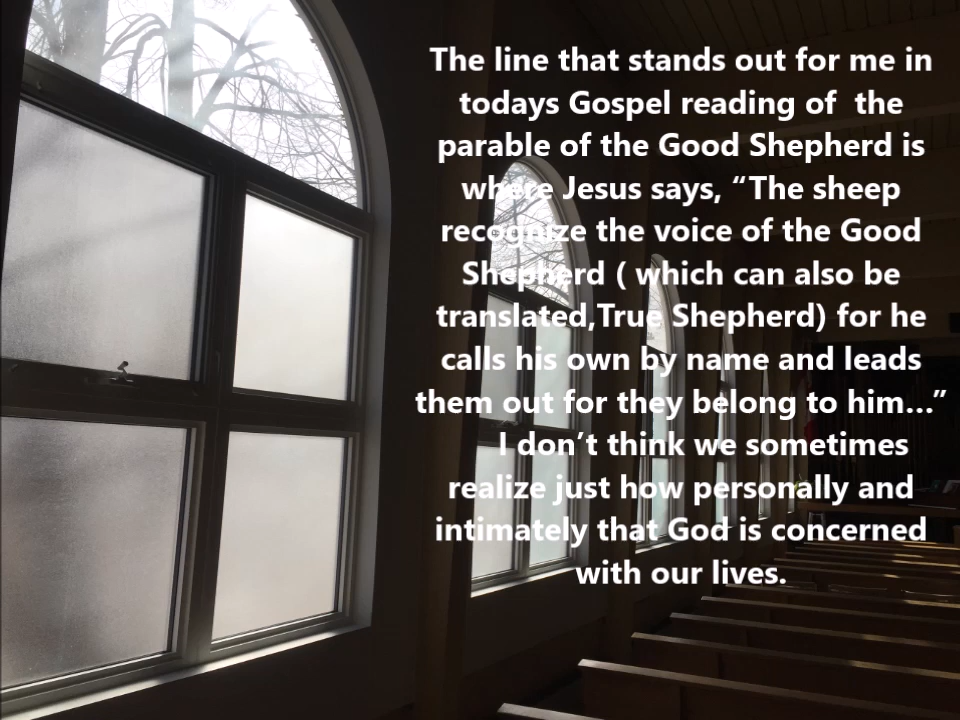 The line that stands out for me in
todays Gospel reading of  the
parable of the Good Shepherd is
where Jesus says, “The sheep
recognize the voice of the Good
Shepherd ( which can also be
translated,True Shepherd) for he
calls his own by name and leads
them out for they belong to him…”
I don’t think we sometimes
realize just how personally and
intimately that God is concerned
with our lives.